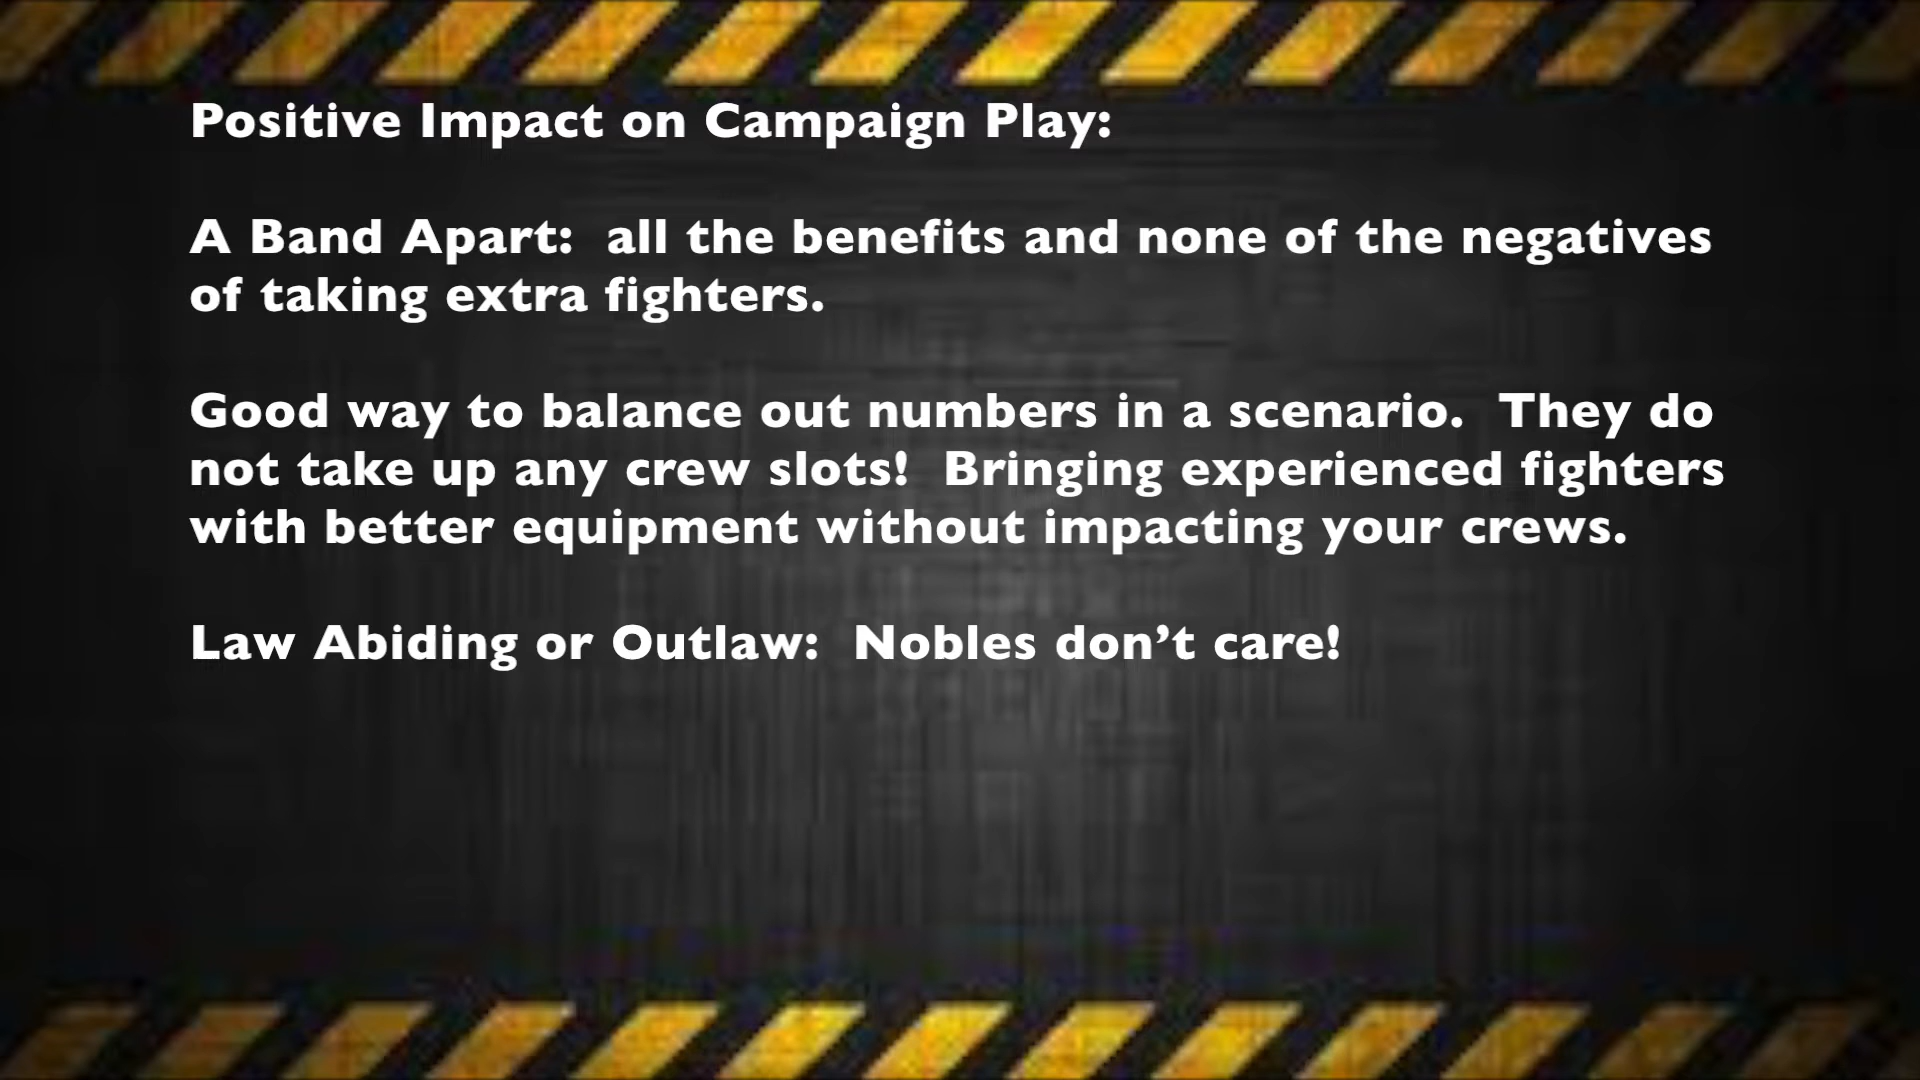 Positive Impact on Campaign Play:
A Band Apart:  all the benefits and none of the negatives
of taking extra fighters.
Good way to balance out numbers in a scenario.  They do
not take up any crew slots!  Bringing experienced fighters
with better equipment without impacting your crews.
Law Abiding or Outlaw:  Nobles don’t care!